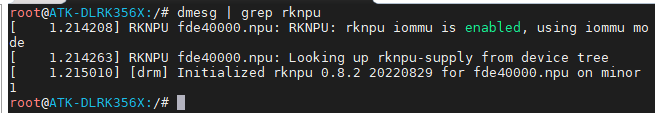 root@ATK-DLRK356X:/# dmesg | grep rknpu
[    1.214208] RKNPU fde40000.npu: RKNPU: rknpu iommu is enabled, using iommu mo
de
[    1.214263] RKNPU fde40000.npu: Looking up rknpu-supply from device tree
[    1.215010] [drm] Initialized rknpu 0.8.2 20220829 for fde40000.npu on minor
1
root@ATK-DLRK356X:/#